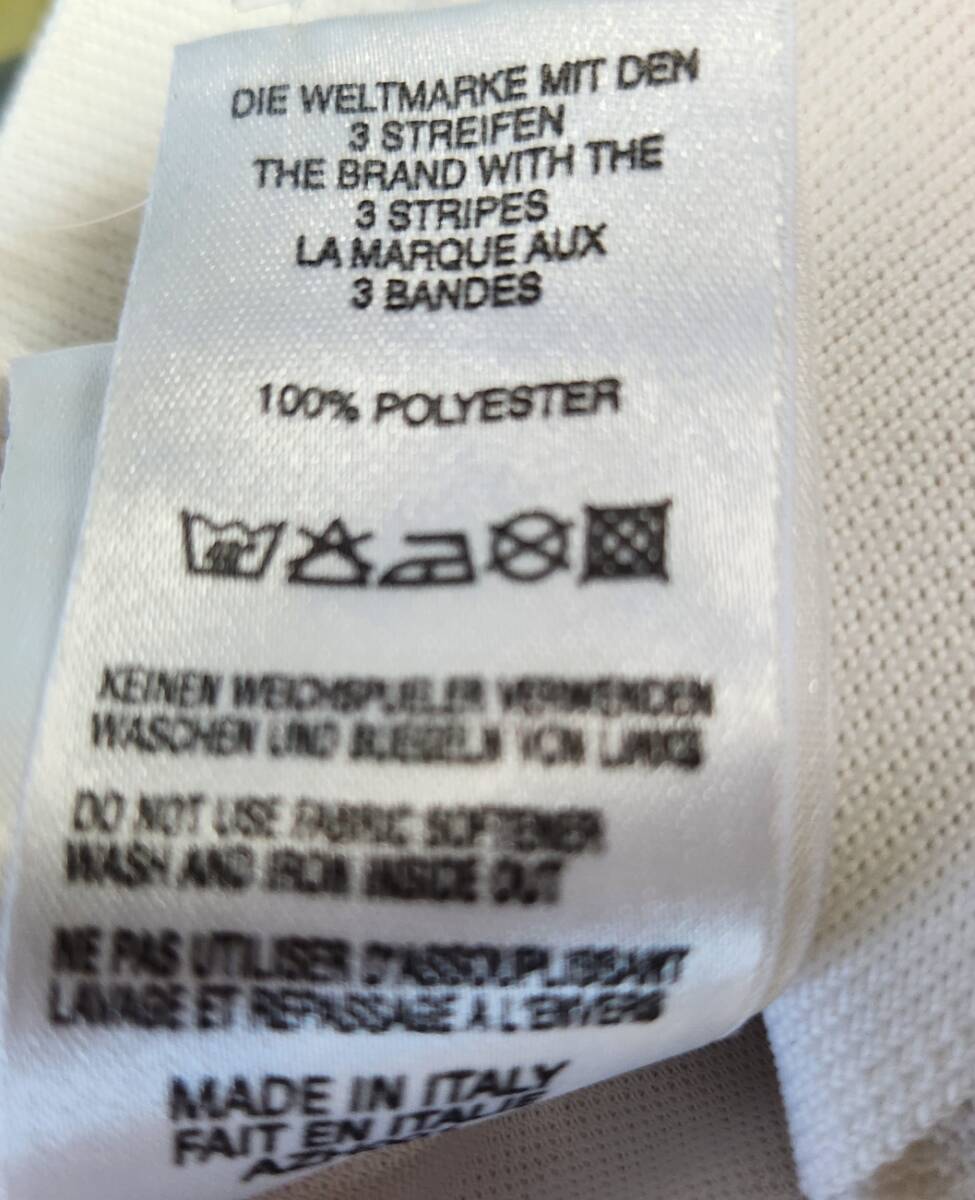 DIE WELTMARKE MIT DEN
3 STREIFEN
THE BRAND WITH THE
3 STRIPES
LA MARQUE AUX
3 BANDES
100% POLYESTER
40C
KEINEN WEICHSPUELER VERWENDEN
WASCHEN UND BUEGELN VON LINKS
DO NOT USE FABRIC SOFTENER
WASH AND IRON INSIDE OUT
NE PAS UTILISER D'ASSOUPLISSANT
LAVAGE ET REPASSAGE A L'ENVERS
MADE IN ITALY
FAIT EN ITALIE